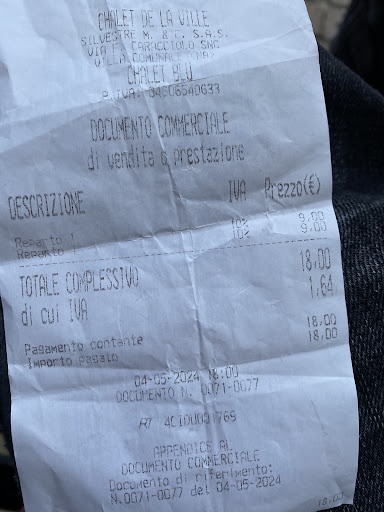 CHALET DE LA VILLE
SILVESTRE M. & C. S.A.S.
VIA F. CARACCIOLO SNC
VILLA COMUNALE
CHALET BLU
P.IVA: 04606540633
DOCUMENTO COMMERCIALE
di vendita o prestazione
DESCRIZIONE IVA Prezzo(€)
Reparto 1 10% 9,00
Reparto 1 10% 9,00
TOTALE COMPLESSIVO 18,00
di cui IVA 1,64
Pagamento contante 18,00
Importo Pagato 18,00
04-05-2024 18:00
DOCUMENTO N. 0071-0077
APPENDICE AL
DOCUMENTO COMMERCIALE
Documento di riferimento:
N.0071-0077 del 04-05-2024
18,00